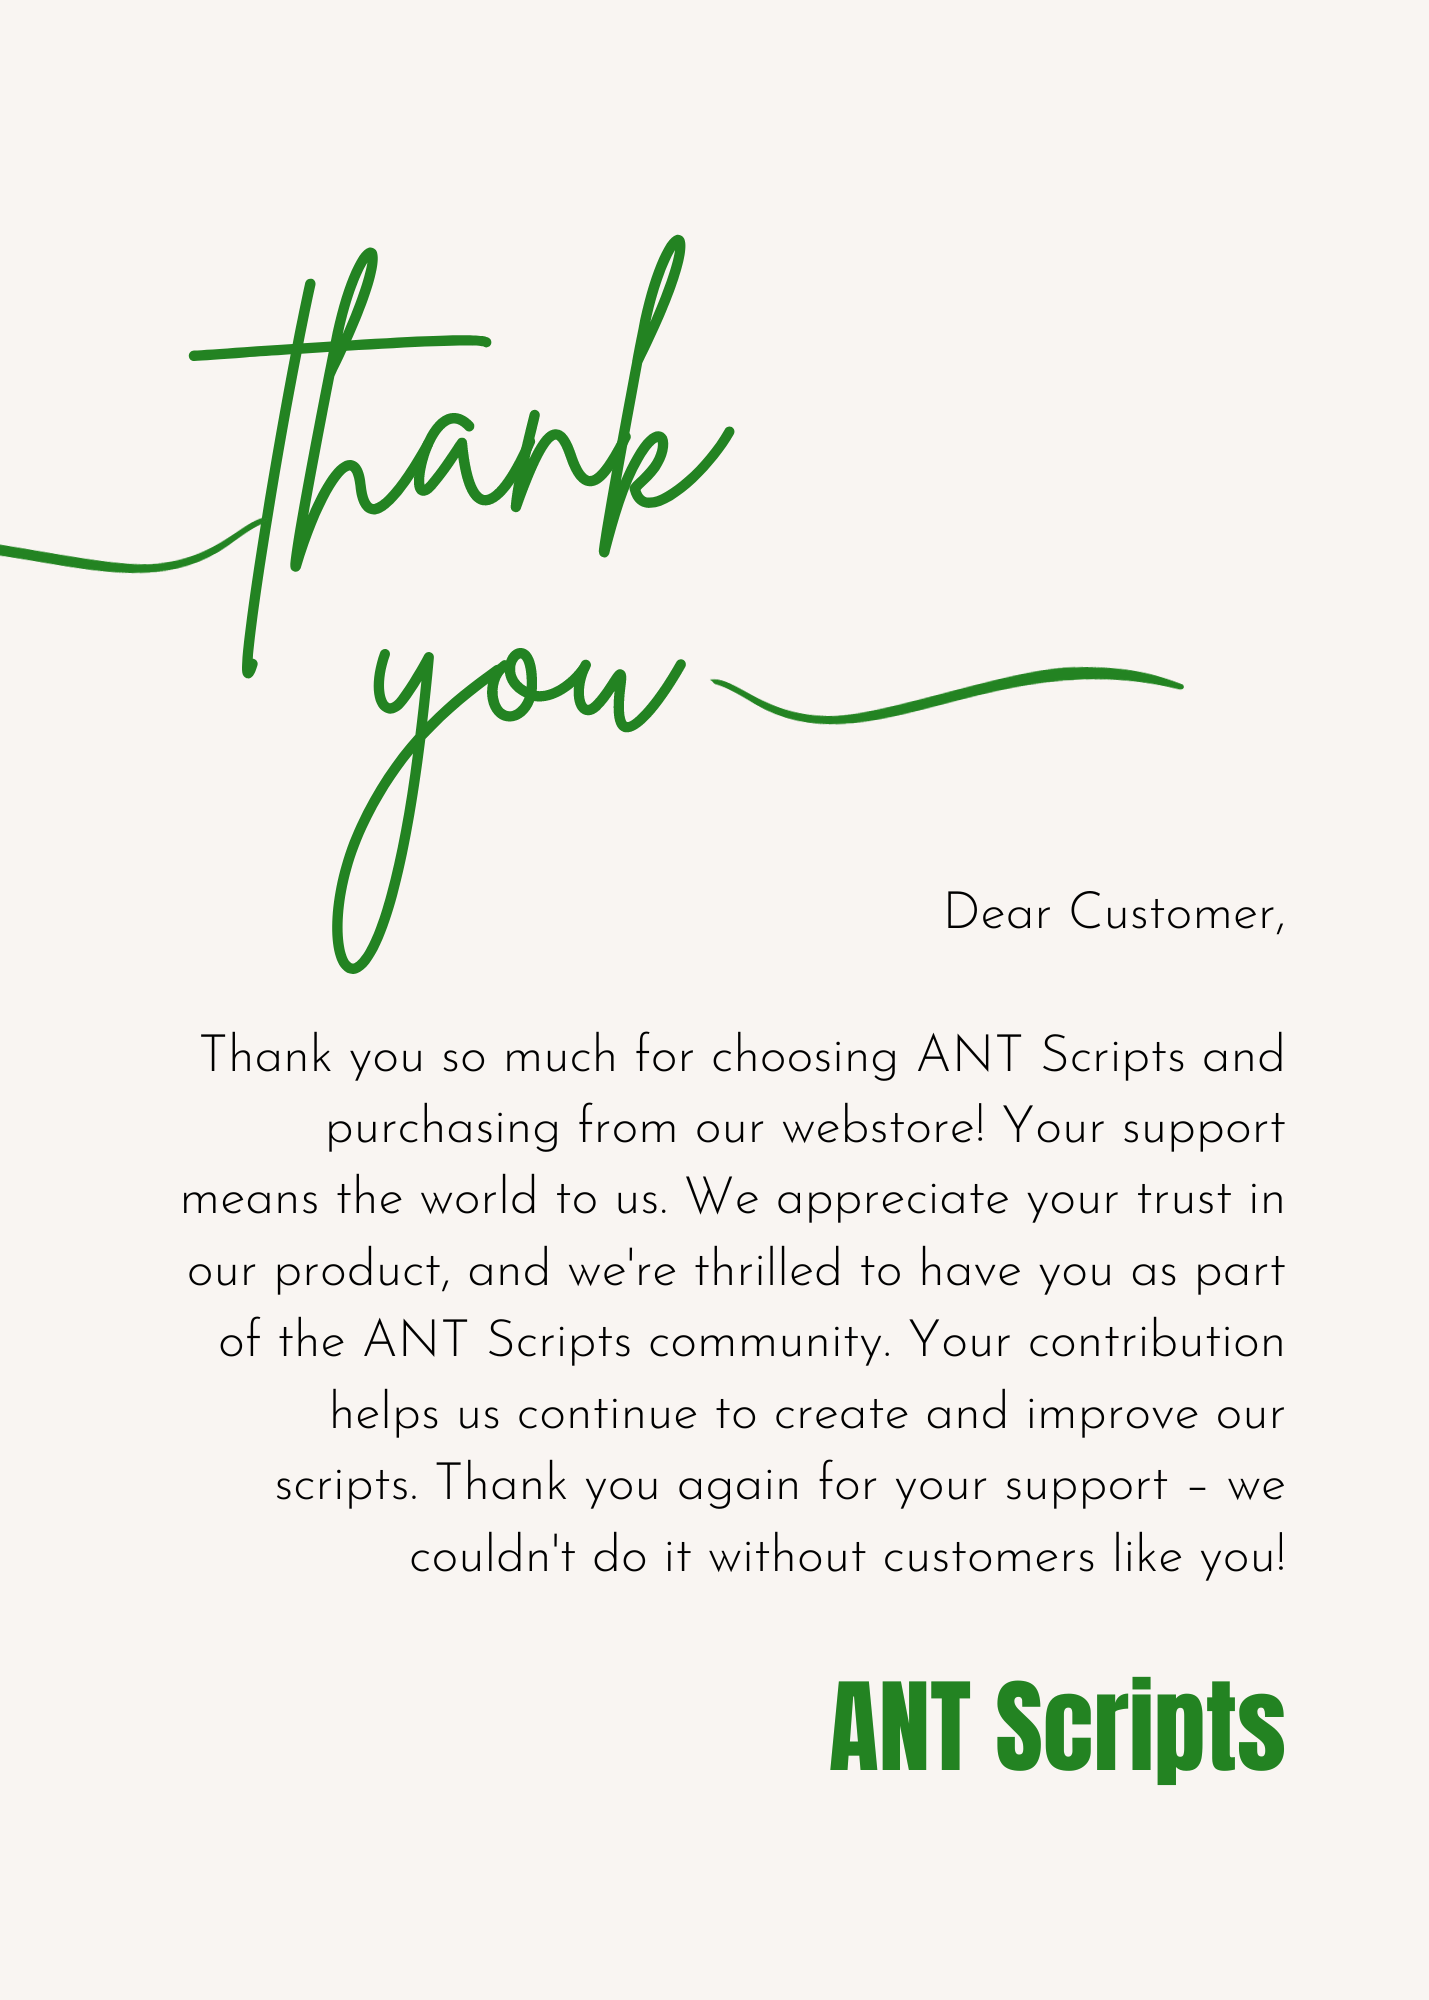 thank
you
Dear Customer,
Thank you so much for choosing ANT Scripts and
purchasing from our webstore! Your support
means the world to us. We appreciate your trust in
our product, and we're thrilled to have you as part
of the ANT Scripts community. Your contribution
helps us continue to create and improve our
scripts. Thank you again for your support – we
couldn't do it without customers like you!
ANT Scripts